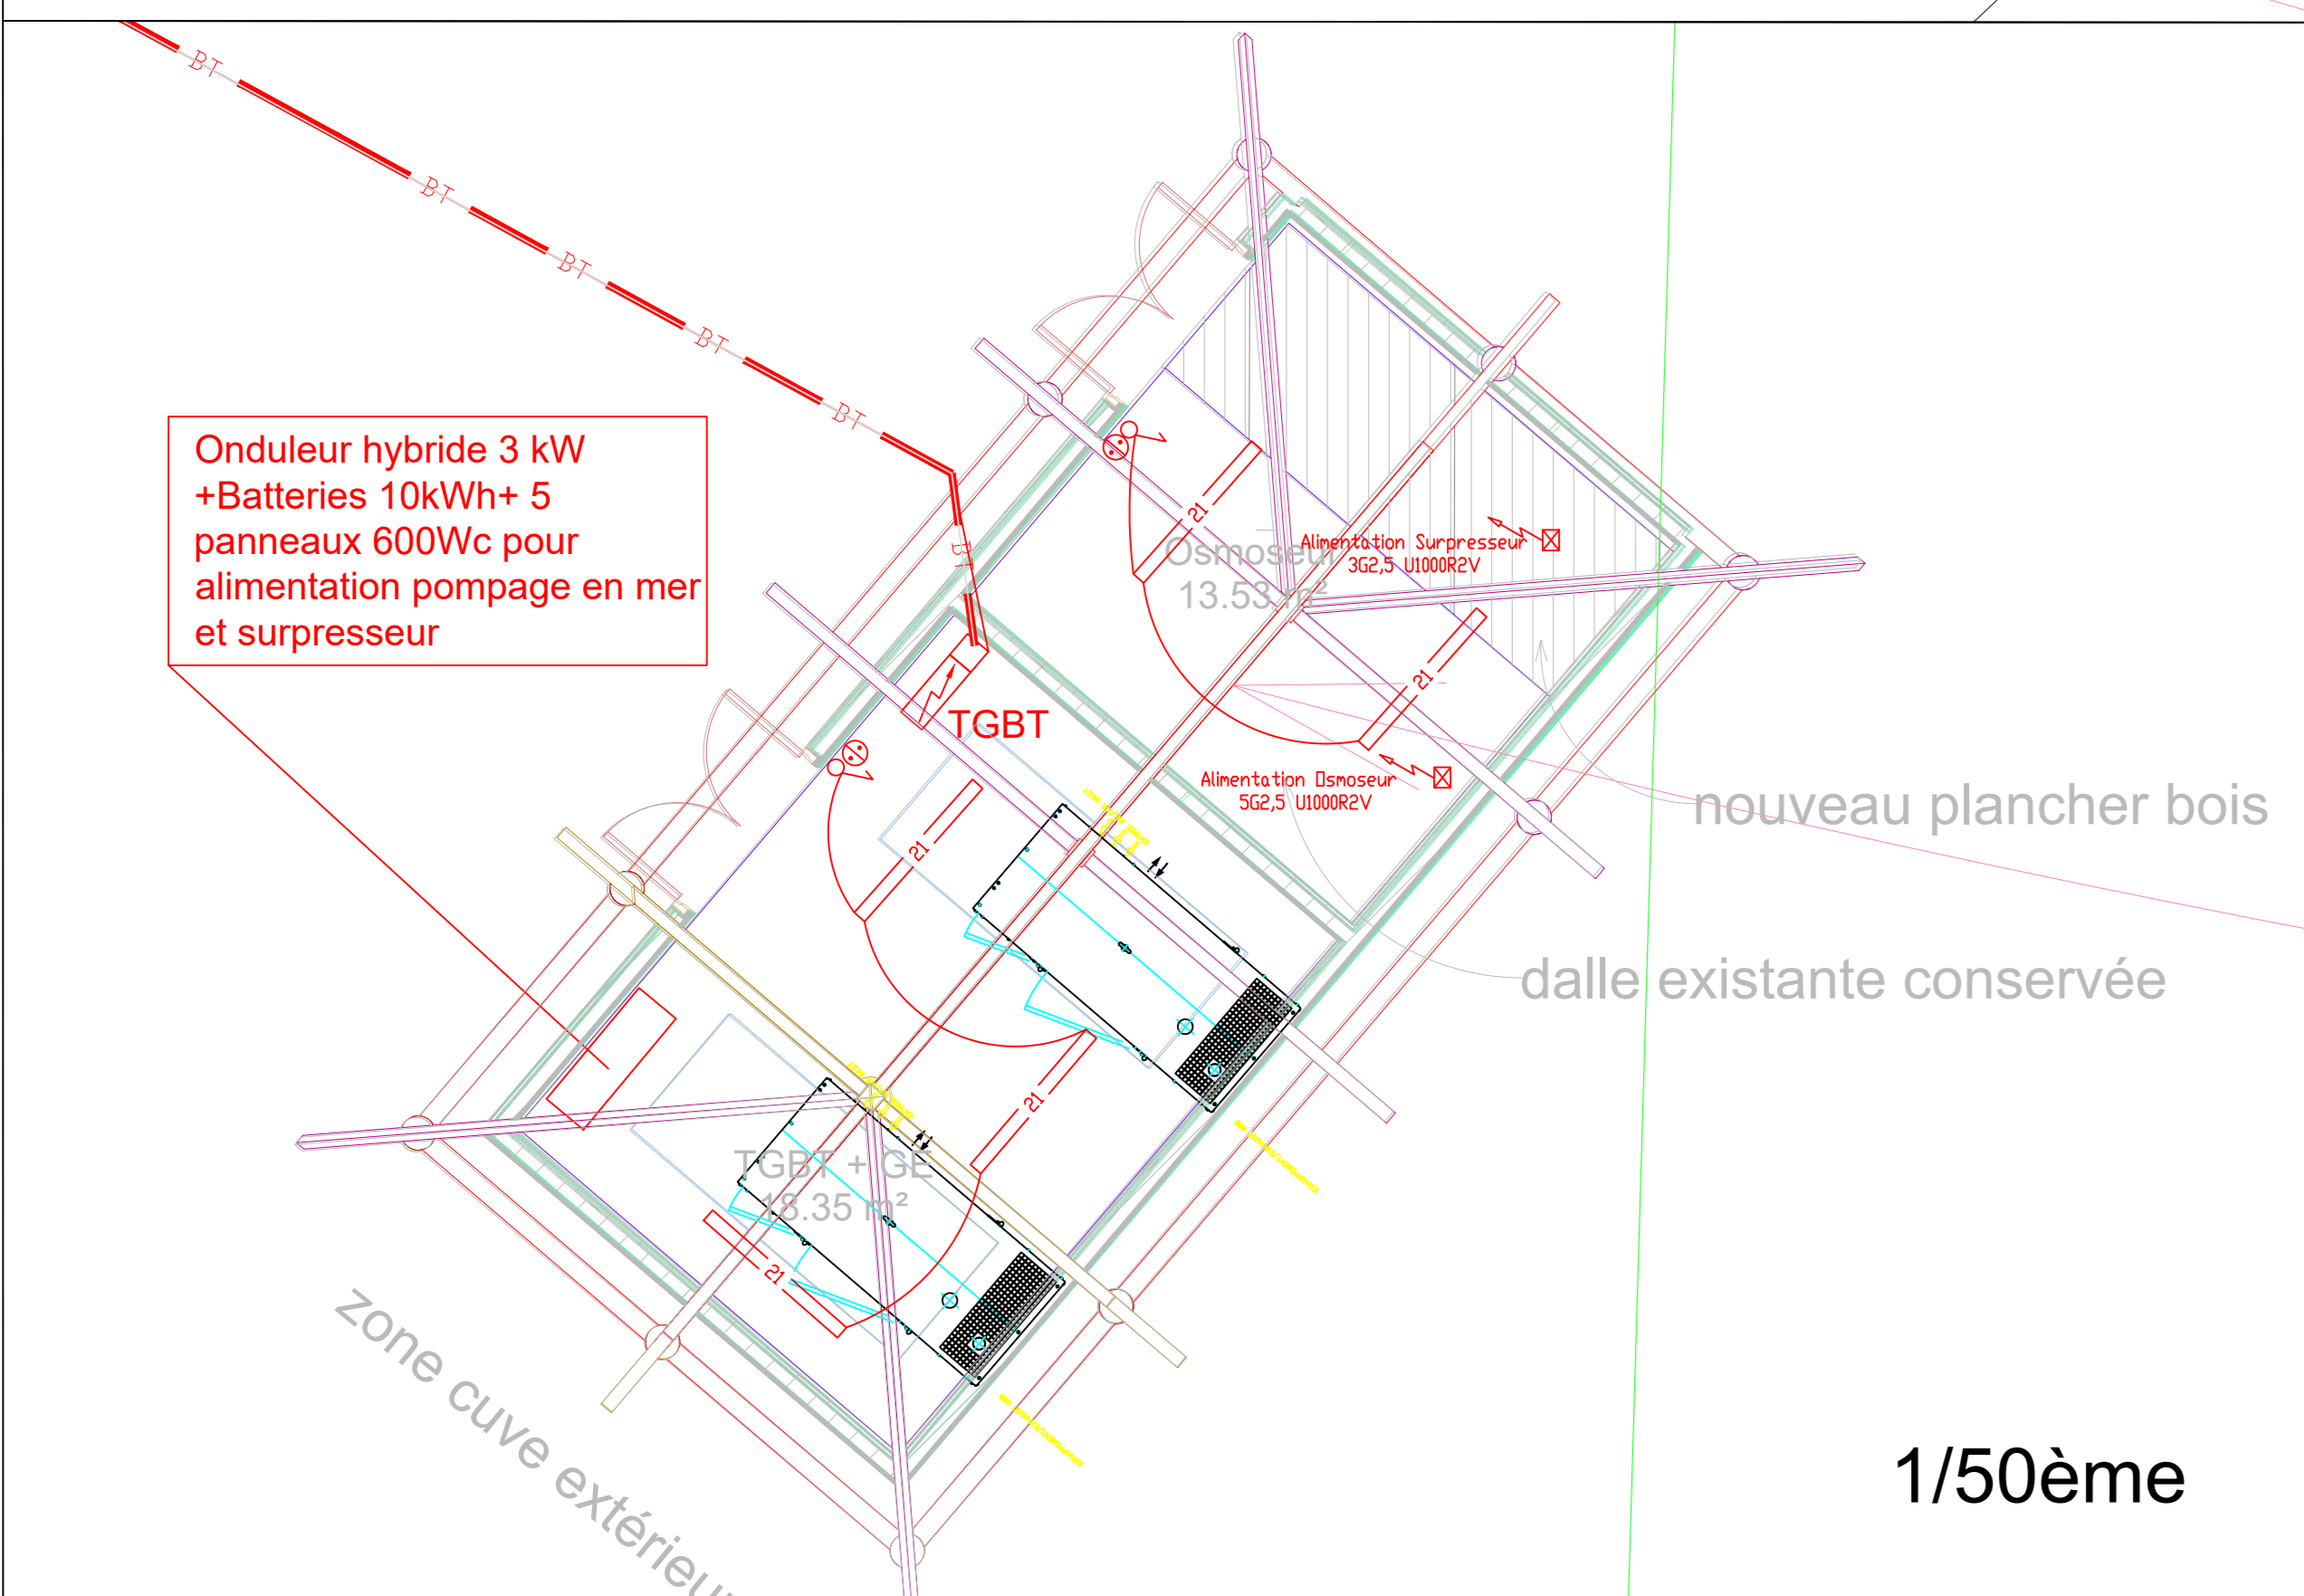 BT
BT
BT
BT
BT
BT
Onduleur hybride 3 kW
+Batteries 10kWh+ 5
panneaux 600Wc pour
alimentation pompage en mer
et surpresseur
21
Osmoseur
13.53 m²
Alimentation Surpresseur
3G2,5 U1000R2V
21
TGBT
Alimentation Osmoseur
5G2,5 U1000R2V
nouveau plancher bois
21
dalle existante conservée
21
TGBT + GE
18.35 m²
21
zone cuve extérieur
1/50ème